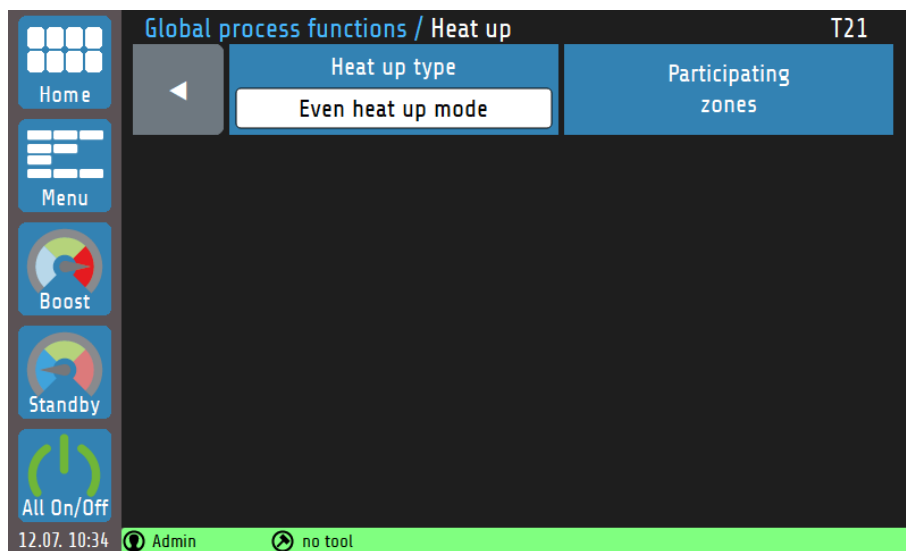 Global process functions / Heat up
T21
Home
Heat up type
Even heat up mode
Participating
zones
Menu
Boost
Standby
All On/Off
12.07. 10:34
Admin
no tool